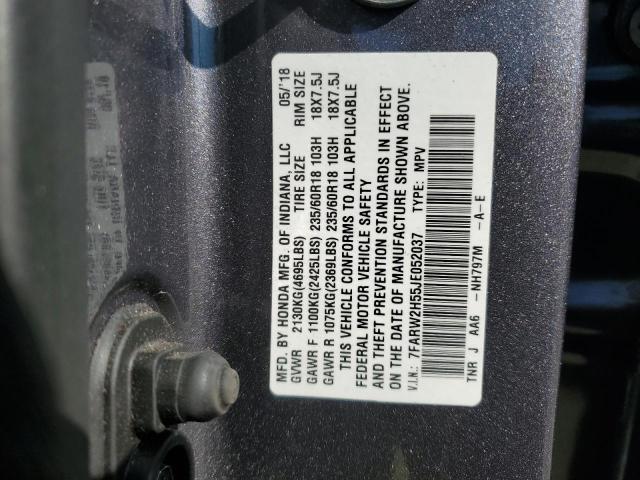 MFD. BY HONDA MFG. OF INDIANA, LLC 05/'18
GVWR 2130KG(4695LBS) TIRE SIZE RIM SIZE
GAWR F 1100KG(2425LBS) 235/60R18 103H 18X7.5J
GAWR R 1075KG(2369LBS) 235/60R18 103H 18X7.5J
THIS VEHICLE CONFORMS TO ALL APPLICABLE
FEDERAL MOTOR VEHICLE SAFETY
AND THEFT PREVENTION STANDARDS IN EFFECT
ON THE DATE OF MANUFACTURE SHOWN ABOVE.
V.I.N.: 7FARW2H55JE052037 TYPE: MPV
TNR J AA6 -NH797M -A-E